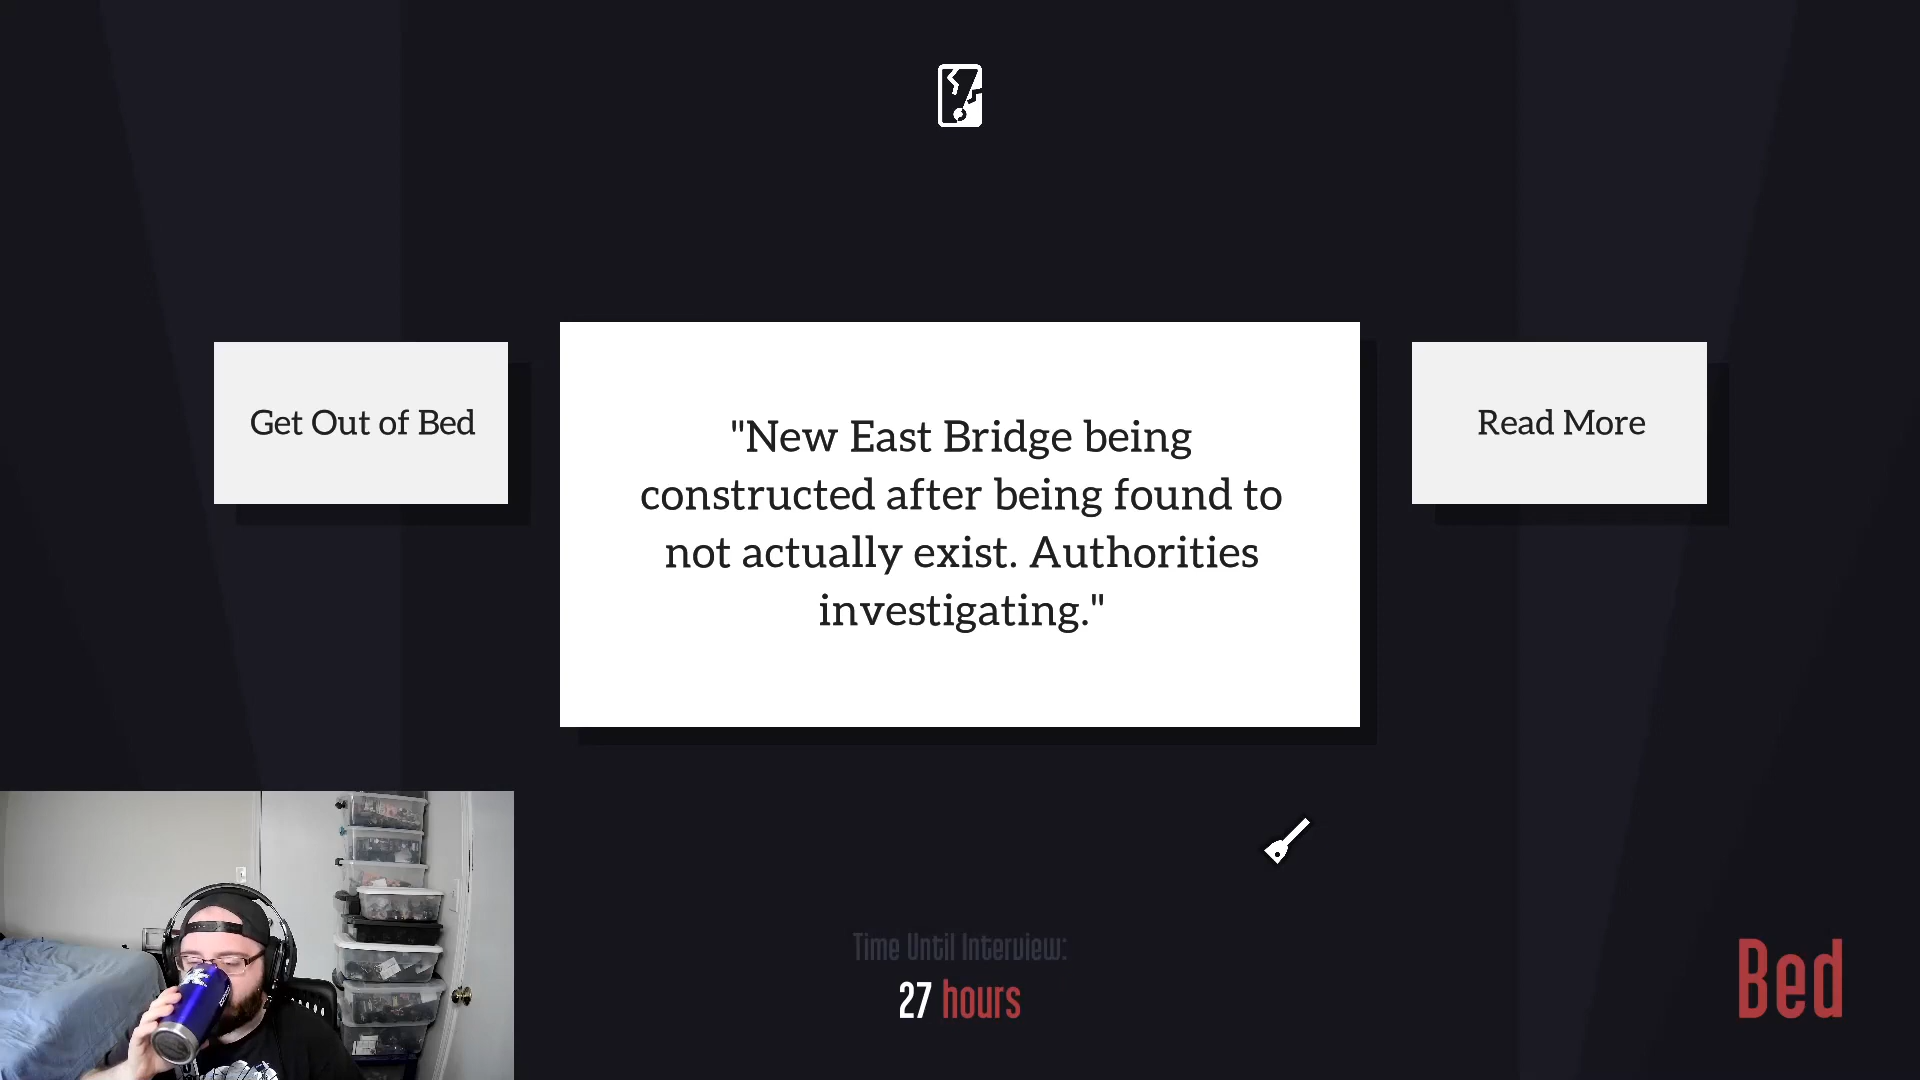 Get Out of Bed
"New East Bridge being
constructed after being found to
not actually exist. Authorities
investigating."
Read More
Time Until Interview:
27 hours
Bed